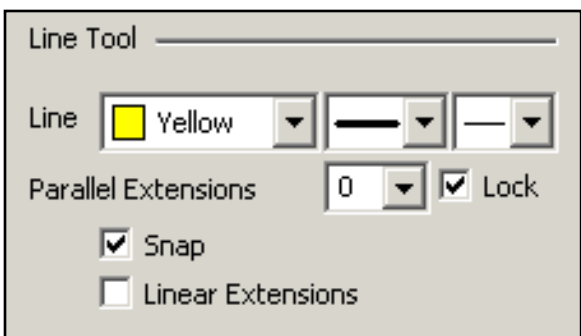 Line Tool
Line Yellow
Parallel Extensions 0 Lock
Snap
Linear Extensions